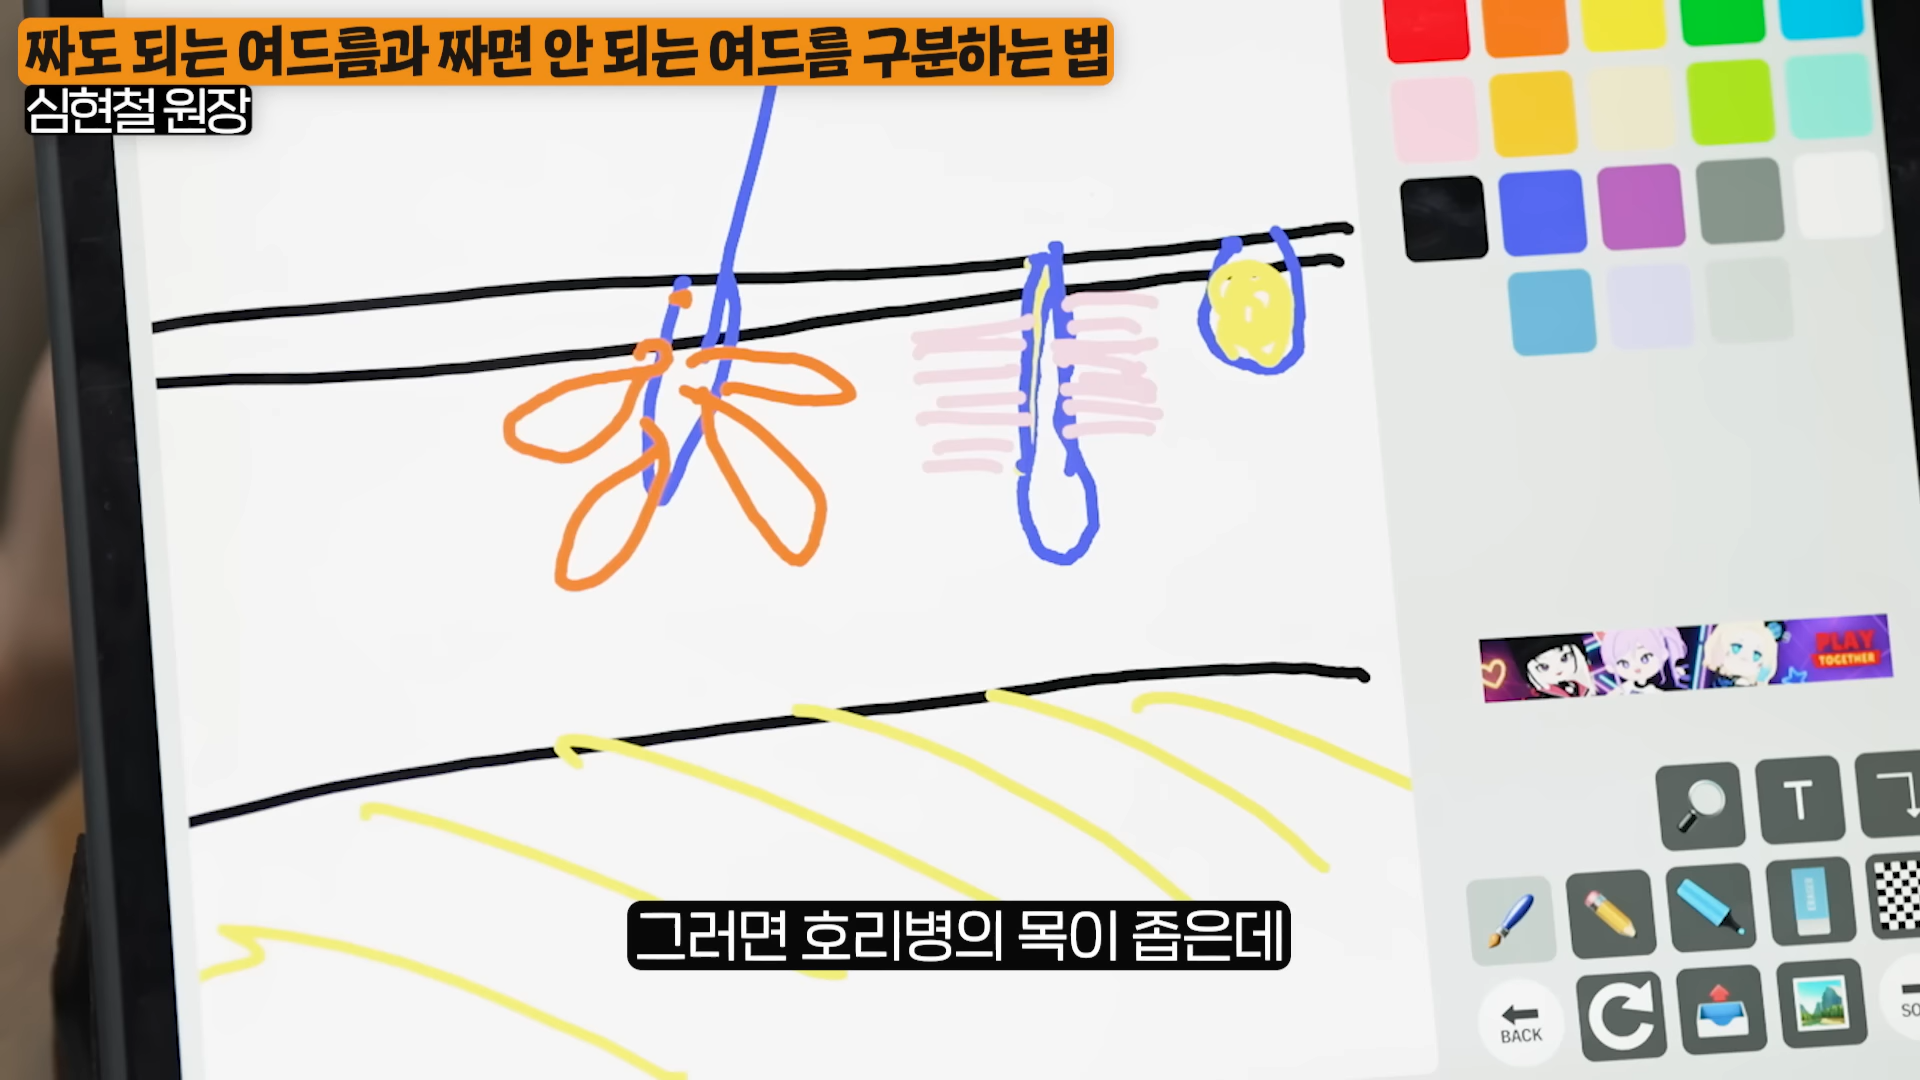 짜도 되는 여드름과 짜면 안 되는 여드름 구분하는 법
심현철 원장
PLAY
TOGETHER
T
ERASER
BACK
SO
그러면 호리병의 목이 좁은데